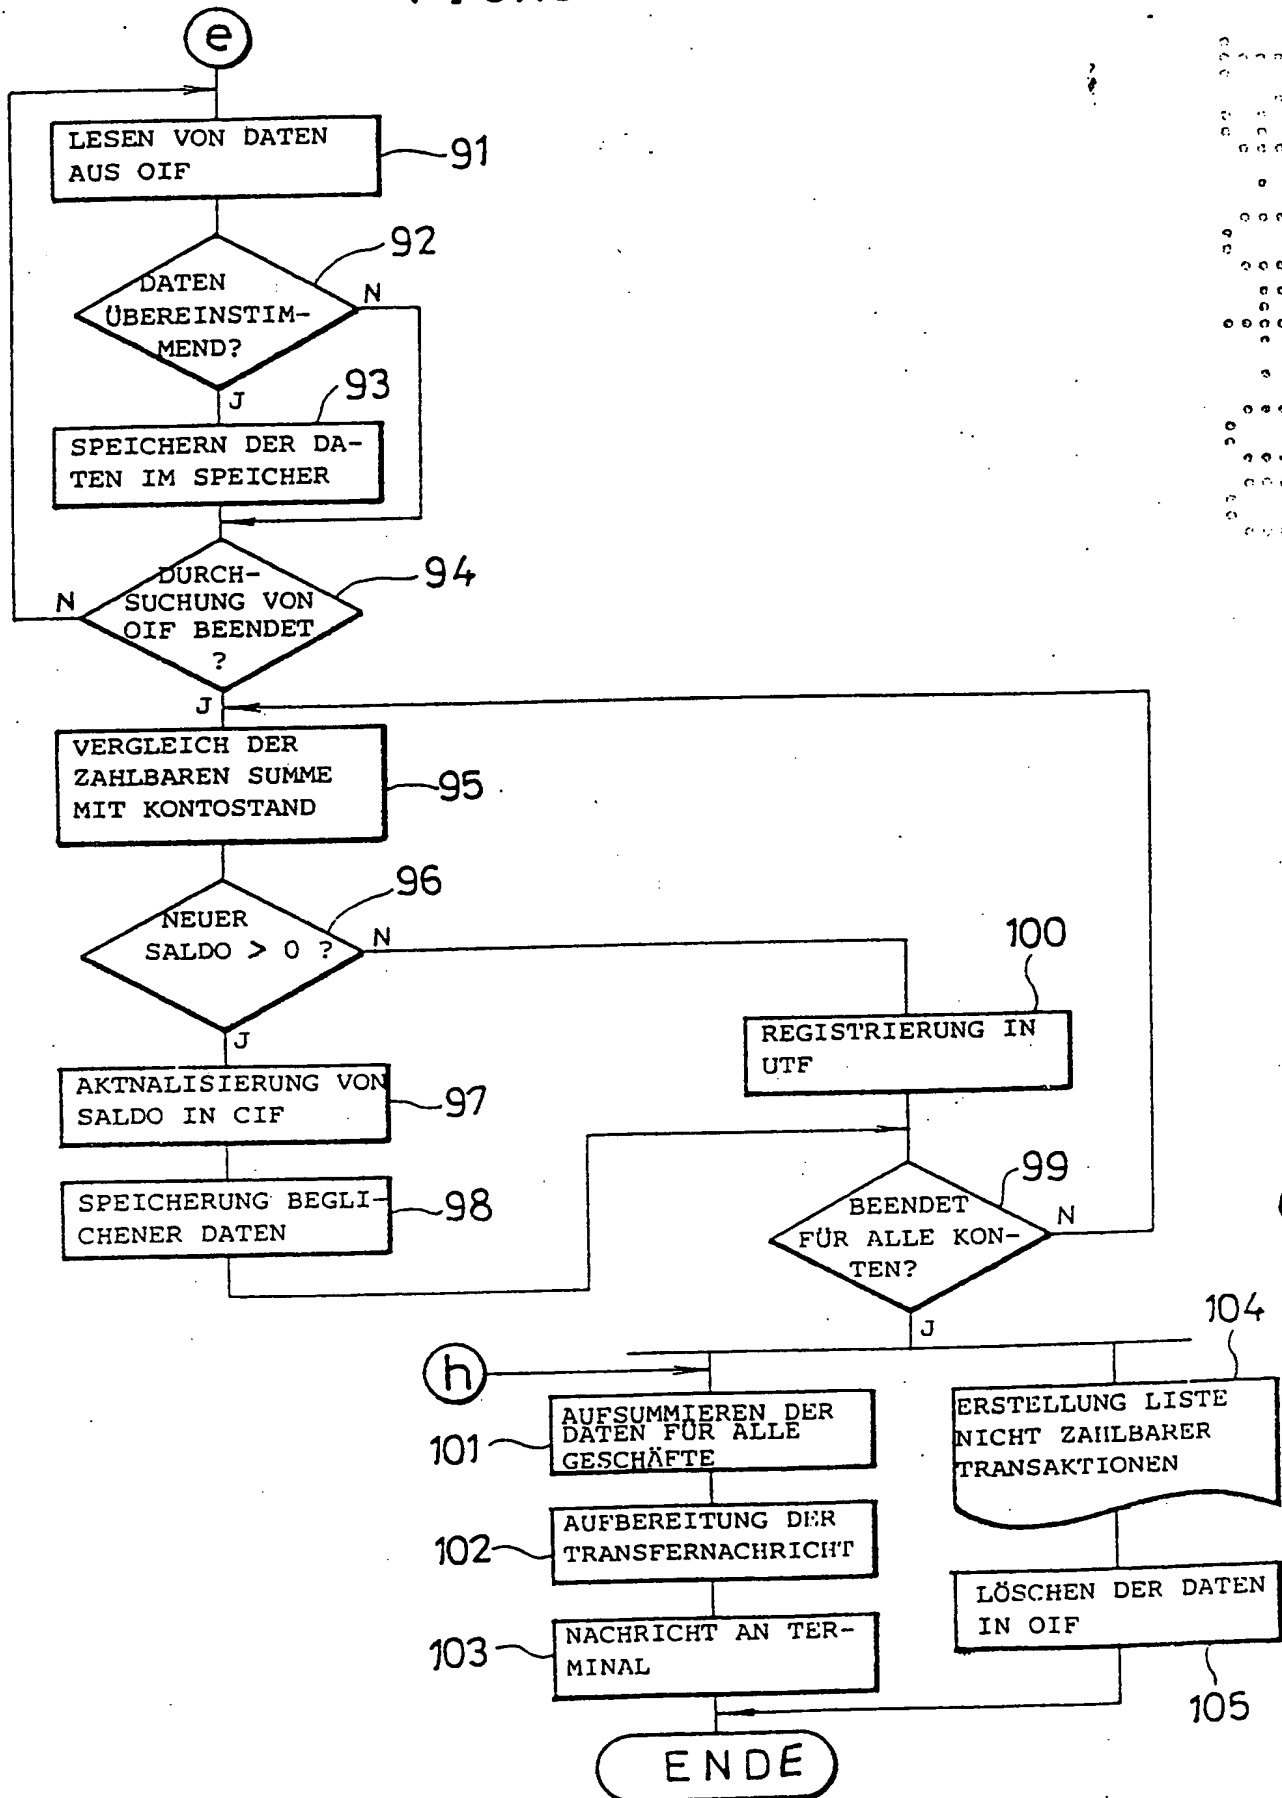 e
LESEN VON DATEN
AUS OIF
91
92
DATEN
ÜBEREINSTIM-
MEND?
N
J
93
SPEICHERN DER DA-
TEN IM SPEICHER
94
DURCH-
SUCHUNG VON
OIF BEENDET
?
N
J
VERGLEICH DER
ZAHLBAREN SUMME
MIT KONTOSTAND
95
96
NEUER
SALDO > 0 ?
N
J
100
REGISTRIERUNG IN
UTF
AKTNALISIERUNG VON
SALDO IN CIF
97
SPEICHERUNG BEGLI-
CHENER DATEN
98
99
BEENDET
FÜR ALLE KON-
TEN?
N
J
104
h
AUFSUMMIEREN DER
DATEN FÜR ALLE
GESCHÄFTE
101
ERSTELLUNG LISTE
NICHT ZAHLBARER
TRANSAKTIONEN
AUFBEREITUNG DER
TRANSFERNACHRICHT
102
LÖSCHEN DER DATEN
IN OIF
105
NACHRICHT AN TER-
MINAL
103
ENDE